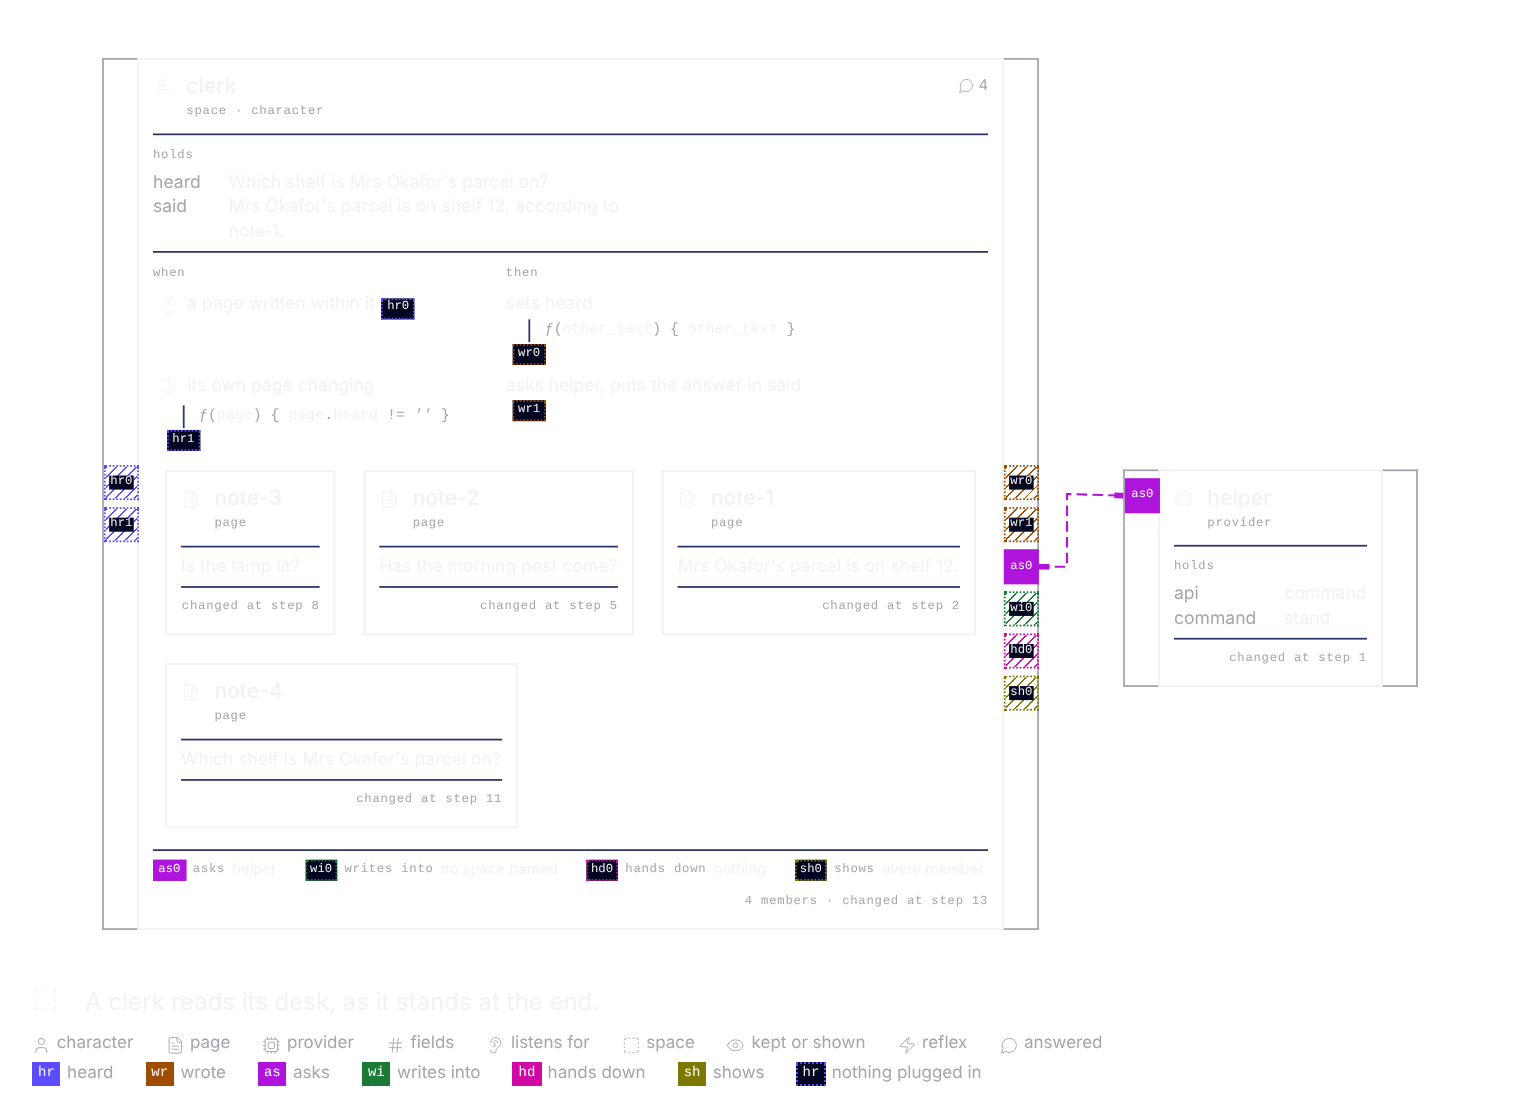 clerk
4
space · character
holds
heard Which shelf is Mrs Okafor's parcel on?
said Mrs Okafor's parcel is on shelf 12, according to
note-1.
when then
a page written within it hr0 sets heard
ƒ(other_text) { other_text }
wr0
its own page changing asks helper, puts the answer in said
ƒ(page) { page.heard != '' } wr1
hr1
hr0 wr0
hr1 wr1
as0
wi0
hd0
sh0
note-3
page
Is the lamp lit?
changed at step 8
note-2
page
Has the morning post come?
changed at step 5
note-1
page
Mrs Okafor's parcel is on shelf 12.
changed at step 2
note-4
page
Which shelf is Mrs Okafor's parcel on?
changed at step 11
as0 asks helper wi0 writes into no space named hd0 hands down nothing sh0 shows every member
4 members · changed at step 13
as0
helper
provider
holds
api command
command stand
changed at step 1
A clerk reads its desk, as it stands at the end.
character page provider fields listens for space kept or shown reflex answered
hr heard wr wrote as asks wi writes into hd hands down sh shows hr nothing plugged in